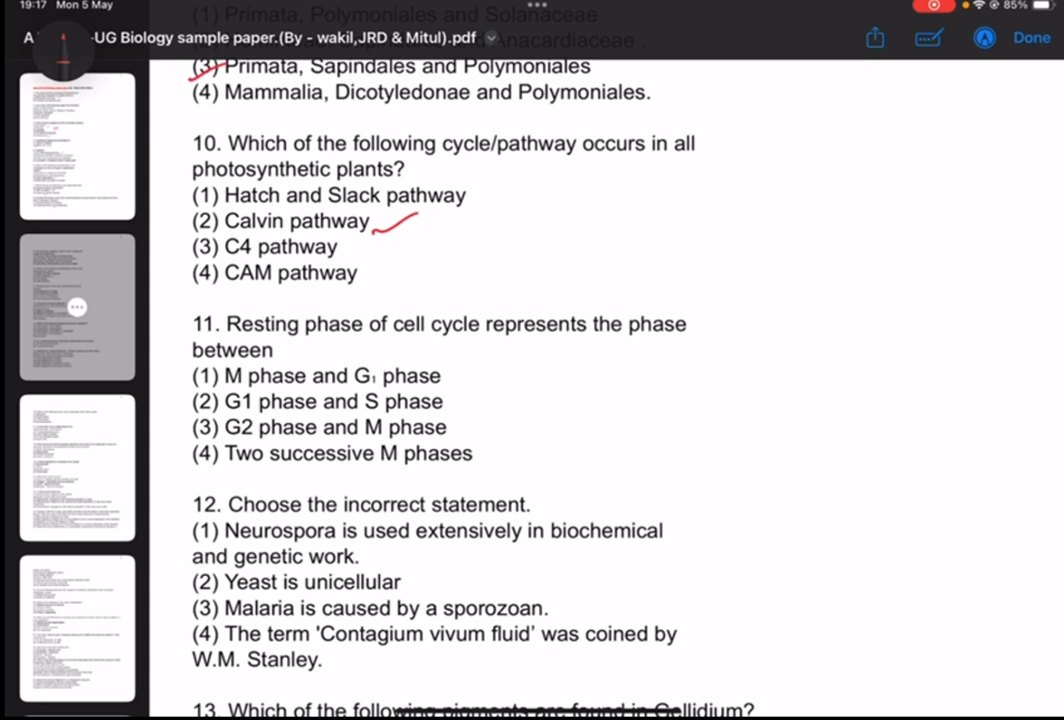 19:17 Mon 5 May
85%
(1) Primata, Polymoniales and Solanaceae
A -UG Biology sample paper.(By - wakil,JRD & Mitul).pdf
Anacardiaceae .
Done
(3) Primata, Sapindales and Polymoniales
(4) Mammalia, Dicotyledonae and Polymoniales.
10. Which of the following cycle/pathway occurs in all
photosynthetic plants?
(1) Hatch and Slack pathway
(2) Calvin pathway
(3) C4 pathway
(4) CAM pathway
11. Resting phase of cell cycle represents the phase
between
(1) M phase and G₁ phase
(2) G1 phase and S phase
(3) G2 phase and M phase
(4) Two successive M phases
12. Choose the incorrect statement.
(1) Neurospora is used extensively in biochemical
and genetic work.
(2) Yeast is unicellular
(3) Malaria is caused by a sporozoan.
(4) The term 'Contagium vivum fluid' was coined by
W.M. Stanley.
13. Which of the following pigments are found in Gellidium?